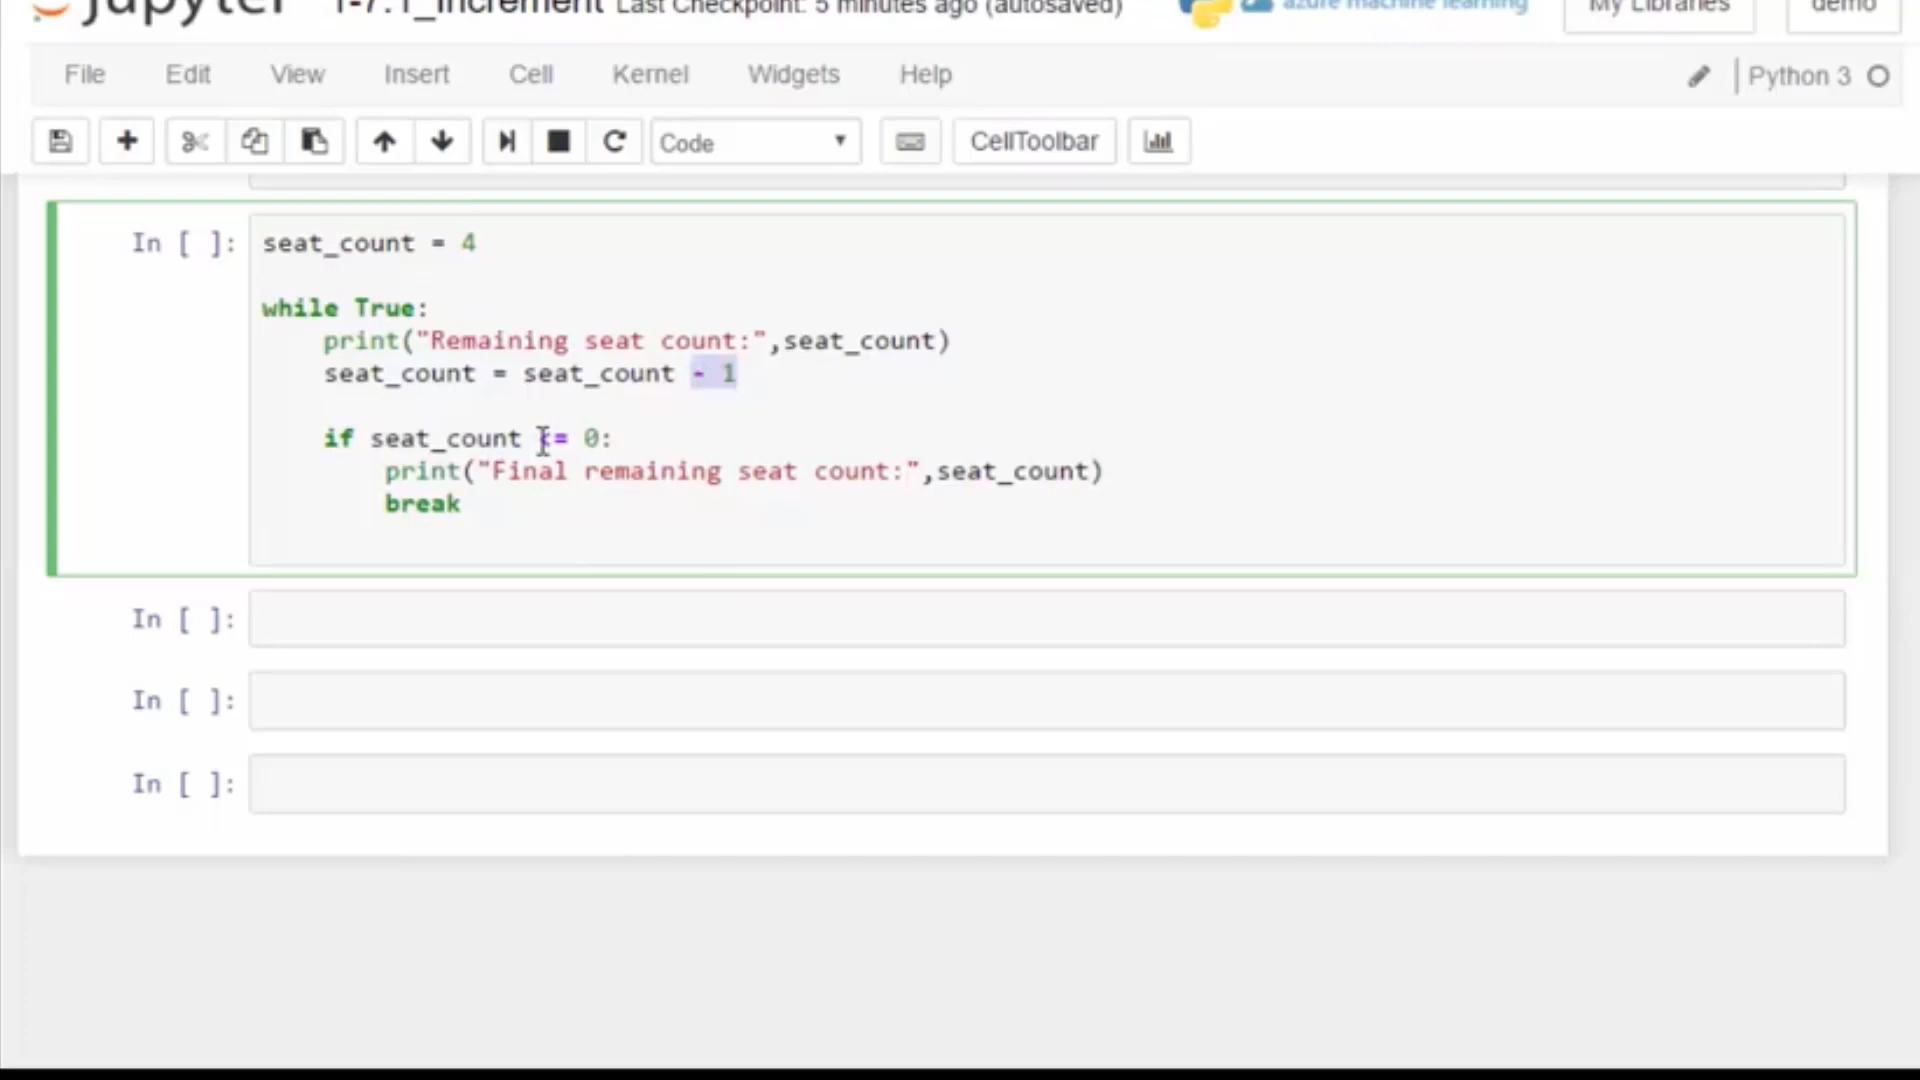 jupyter 1-7.1_Increment Last Checkpoint: 5 minutes ago (autosaved) azure machine learning My Libraries demo
File Edit View Insert Cell Kernel Widgets Help Python 3
Code CellToolbar
In [ ]: seat_count = 4
while True:
print("Remaining seat count:",seat_count)
seat_count = seat_count - 1
if seat_count <= 0:
print("Final remaining seat count:",seat_count)
break
In [ ]:
In [ ]:
In [ ]: